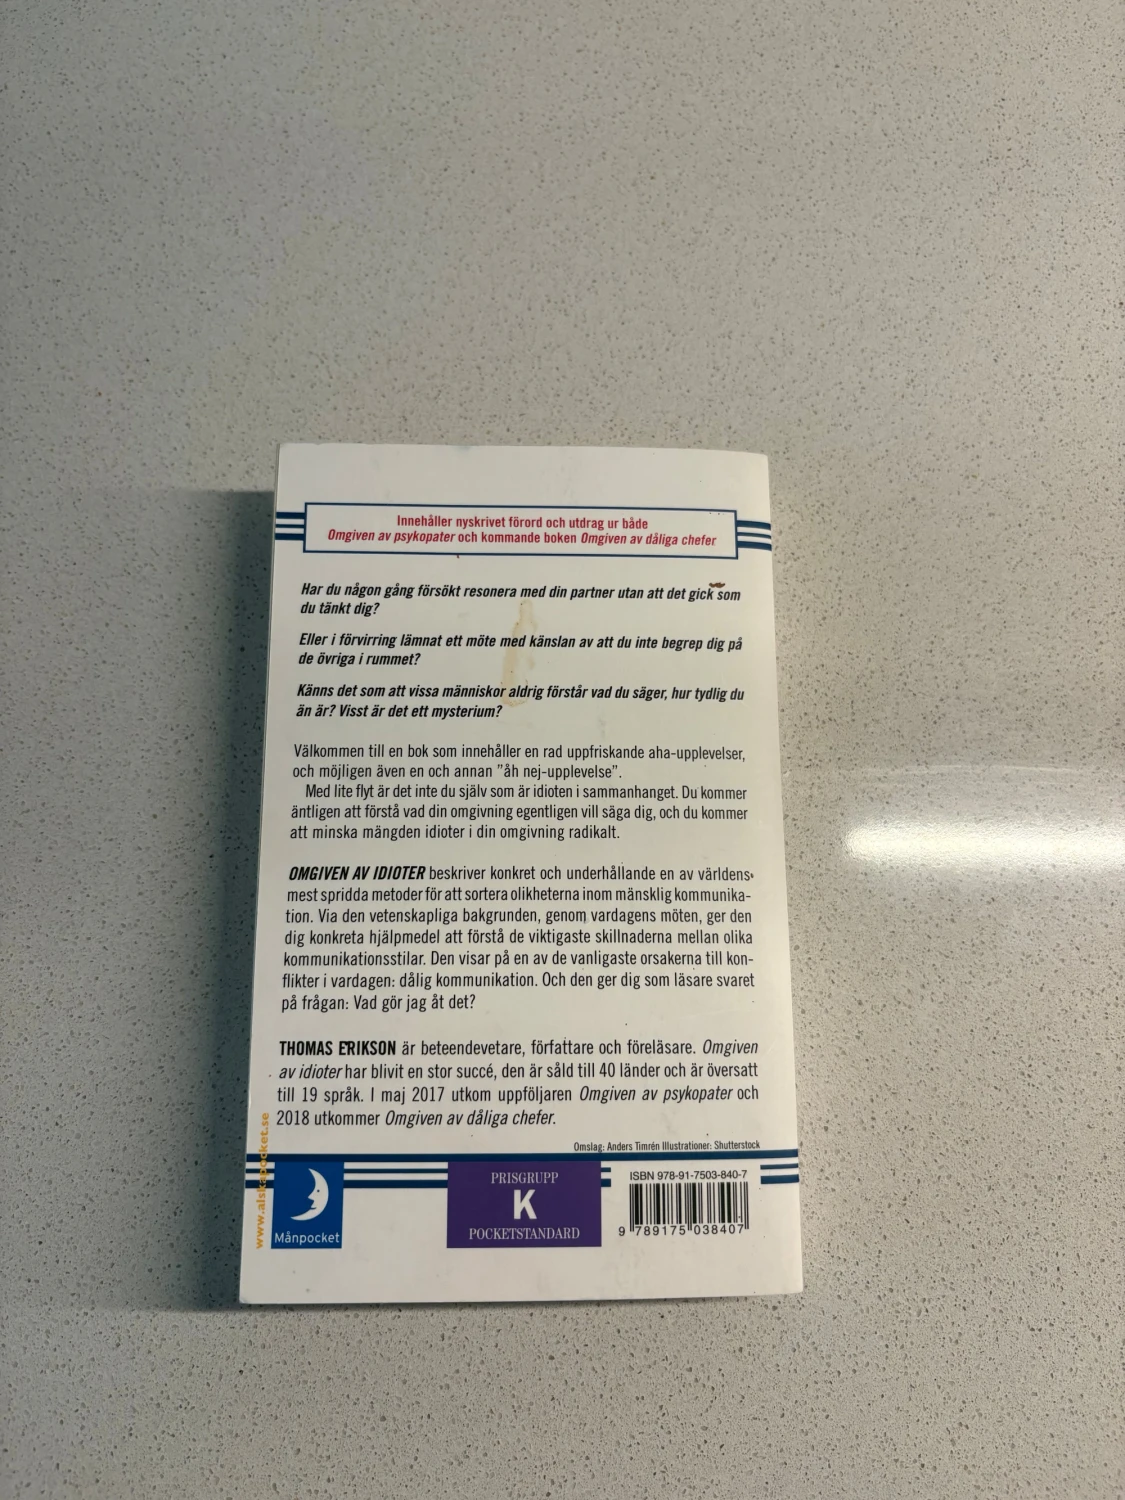 Innehåller nyskrivet förord och utdrag ur både
Omgiven av psykopater och kommande boken Omgiven av dåliga chefer
Har du någon gång försökt resonera med din partner utan att det gick som
du tänkt dig?
Eller i förvirring lämnat ett möte med känslan av att du inte begrep dig på
de övriga i rummet?
Känns det som att vissa människor aldrig förstår vad du säger, hur tydlig du
än är? Visst är det ett mysterium?
Välkommen till en bok som innehåller en rad uppfriskande aha-upplevelser,
och möjligen även en och annan ”åh nej-upplevelse”.
Med lite flyt är det inte du själv som är idioten i sammanhanget. Du kommer
äntligen att förstå vad din omgivning egentligen vill säga dig, och du kommer
att minska mängden idioter i din omgivning radikalt.
OMGIVEN AV IDIOTER beskriver konkret och underhållande en av världens
mest spridda metoder för att sortera olikheterna inom mänsklig kommunika-
tion. Via den vetenskapliga bakgrunden, genom vardagens möten, ger den
dig konkreta hjälpmedel att förstå de viktigaste skillnaderna mellan olika
kommunikationsstilar. Den visar på en av de vanligaste orsakerna till kon-
flikter i vardagen: dålig kommunikation. Och den ger dig som läsare svaret
på frågan: Vad gör jag åt det?
THOMAS ERIKSON är beteendevetare, författare och föreläsare. Omgiven
av idioter har blivit en stor succé, den är såld till 40 länder och är översatt
till 19 språk. I maj 2017 utkom uppföljaren Omgiven av psykopater och
2018 utkommer Omgiven av dåliga chefer.
Omslag: Anders Timrén Illustrationer: Shutterstock
www.alskapocket.se
Månpocket
PRISGRUPP
K
POCKETSTANDARD
ISBN 978-91-7503-840-7
9 789175 038407